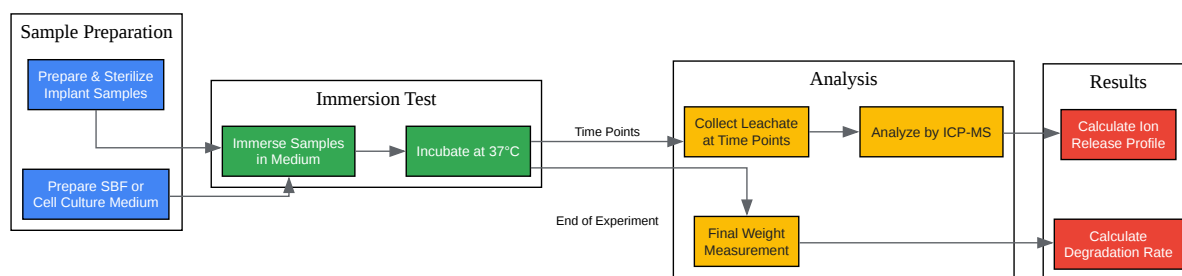 Sample Preparation
Prepare & Sterilize
Implant Samples
Prepare SBF or
Cell Culture Medium
Immersion Test
Immerse Samples
in Medium
Incubate at 37°C
Time Points
End of Experiment
Analysis
Collect Leachate
at Time Points
Analyze by ICP-MS
Final Weight
Measurement
Results
Calculate Ion
Release Profile
Calculate
Degradation Rate